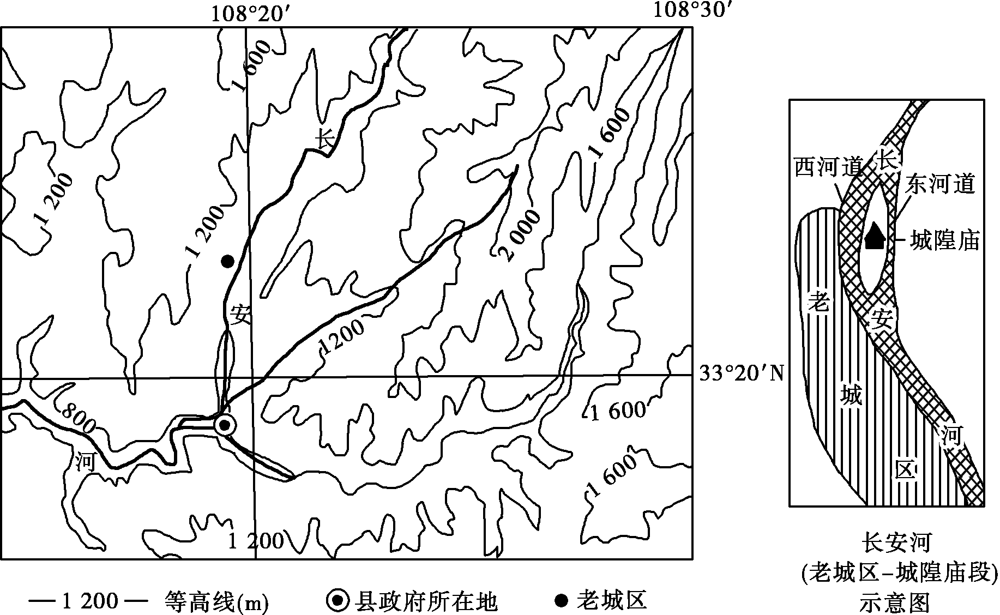 108°20′
108°30′
1 600
长
1 600
西河道
长
东河道
1 200
1 200
2 000
城隍庙
老
安
安
1200
33°20′N
城
800
1 600
河
河
区
1 600
1 200
长安河
(老城区-城隍庙段)
示意图
1 200 等高线(m) 县政府所在地 老城区